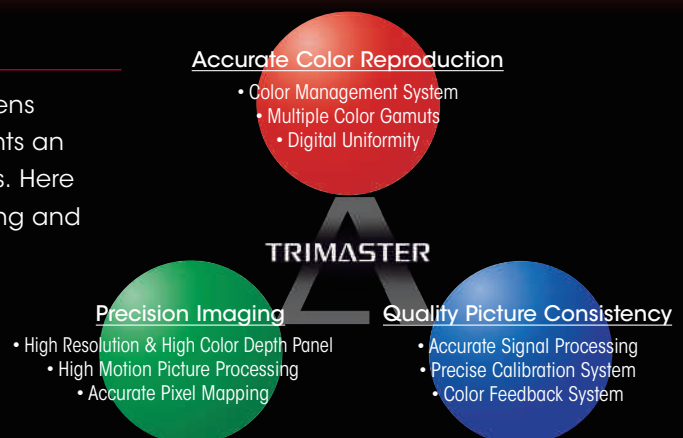 ens
nts an
s. Here
ng and
Accurate Color Reproduction
• Color Management System
• Multiple Color Gamuts
• Digital Uniformity
TRIMASTER
Precision Imaging
• High Resolution & High Color Depth Panel
• High Motion Picture Processing
• Accurate Pixel Mapping
Quality Picture Consistency
• Accurate Signal Processing
• Precise Calibration System
• Color Feedback System